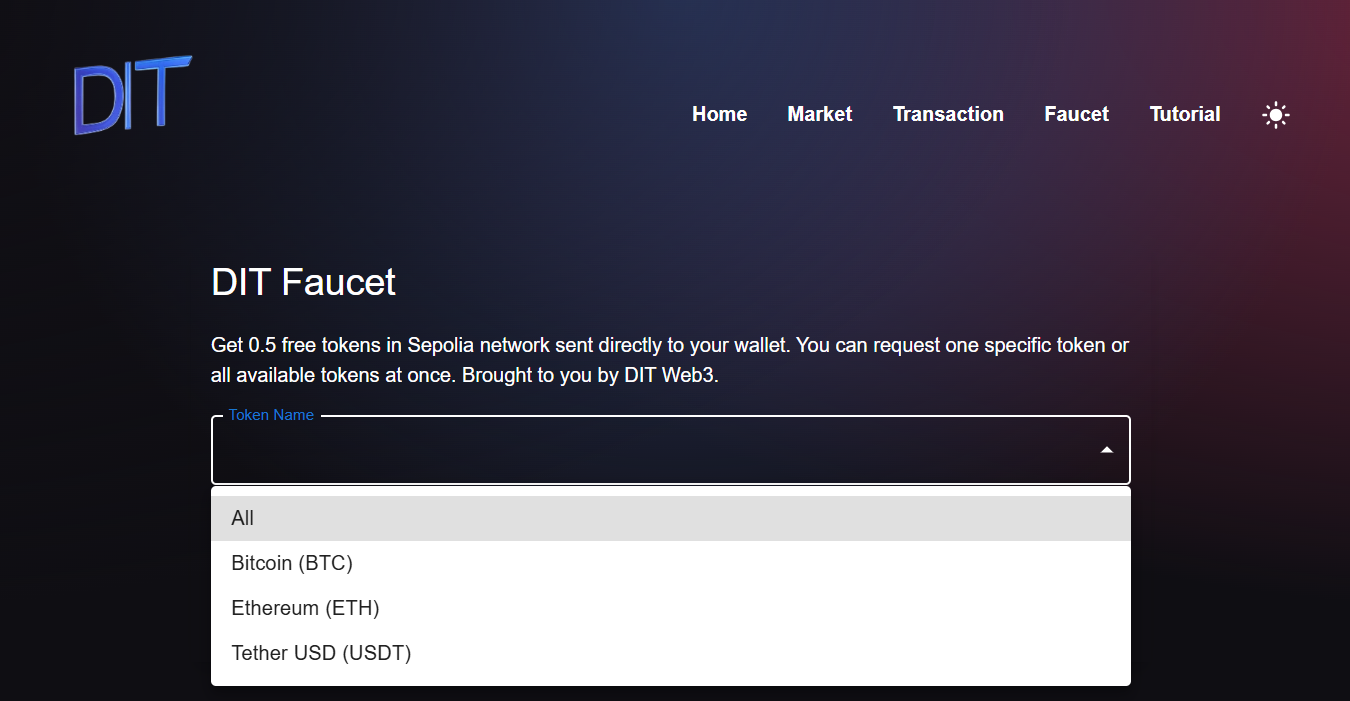 DIT
Home Market Transaction Faucet Tutorial
DIT Faucet
Get 0.5 free tokens in Sepolia network sent directly to your wallet. You can request one specific token or
all available tokens at once. Brought to you by DIT Web3.
Token Name
All
Bitcoin (BTC)
Ethereum (ETH)
Tether USD (USDT)